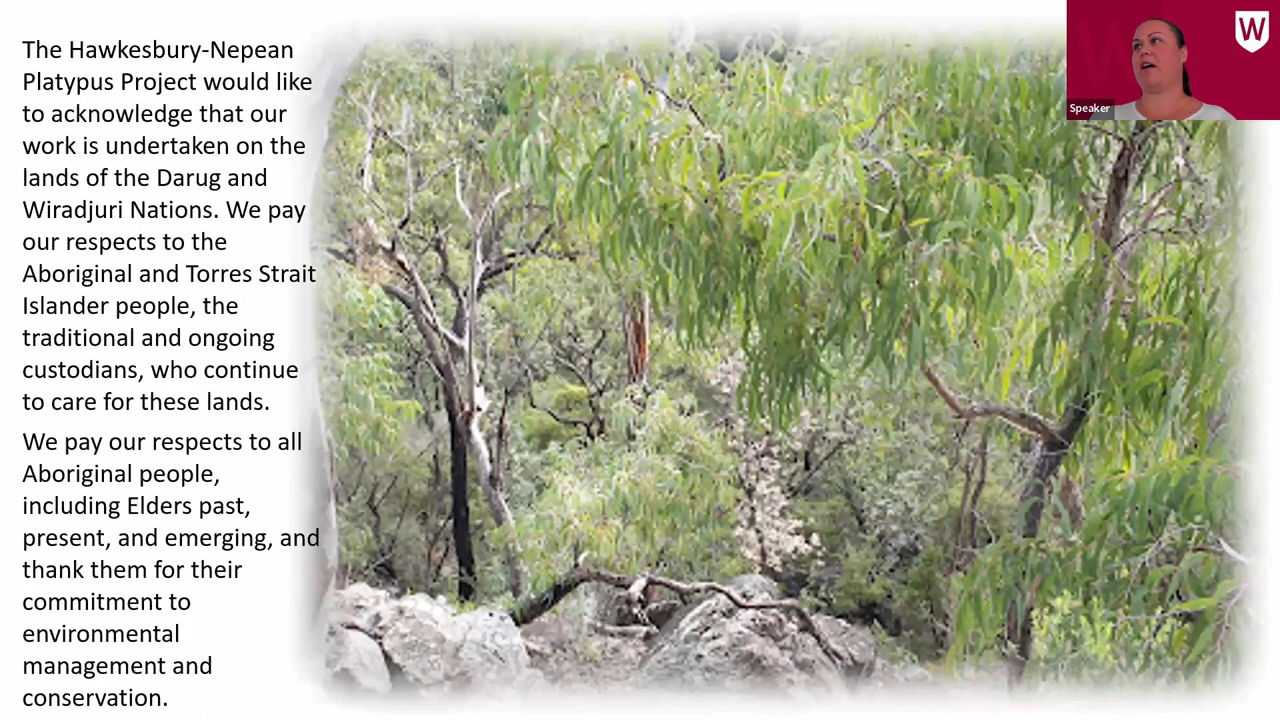 The Hawkesbury-Nepean
Platypus Project would like
to acknowledge that our
work is undertaken on the
lands of the Darug and
Wiradjuri Nations. We pay
our respects to the
Aboriginal and Torres Strait
Islander people, the
traditional and ongoing
custodians, who continue
to care for these lands.
We pay our respects to all
Aboriginal people,
including Elders past,
present, and emerging, and
thank them for their
commitment to
environmental
management and
conservation.
W
Speaker